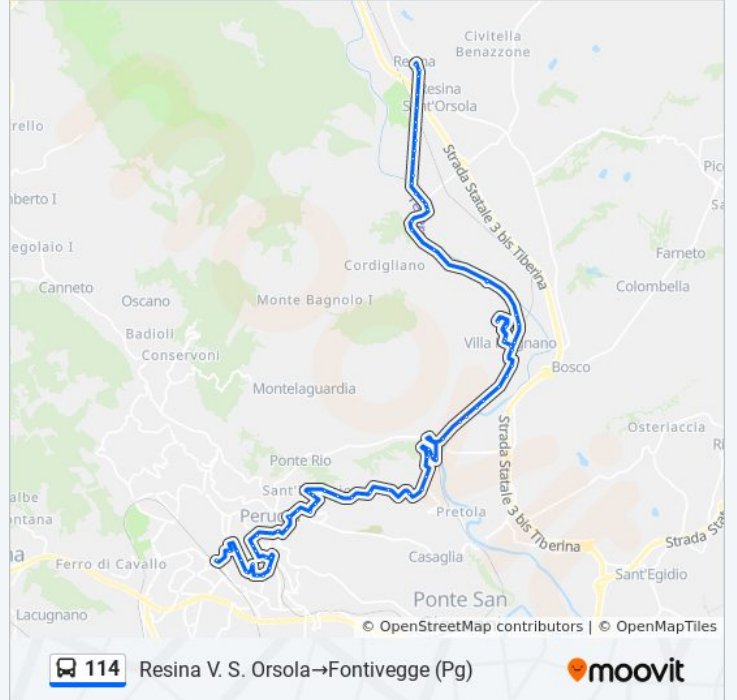 Civitella
Benazzone
Resina
Sant'Orsola
Strada Statale 3 bis Tiberina
Cordigliano
Farneto
Colombella
Canneto
Oscano
Monte Bagnolo I
Badioli
Conservoni
Villa
Bosco
Montelaguardia
Strada Statale 3 bis Tiberina
Osteriaccia
Ponte Rio
Pretola
Casaglia
Ferro di Cavallo
Sant'Egidio
Ponte San
Lacugnano
© OpenStreetMap contributors | © OpenMapTiles
114 Resina V. S. Orsola→Fontivegge (Pg)
moovit